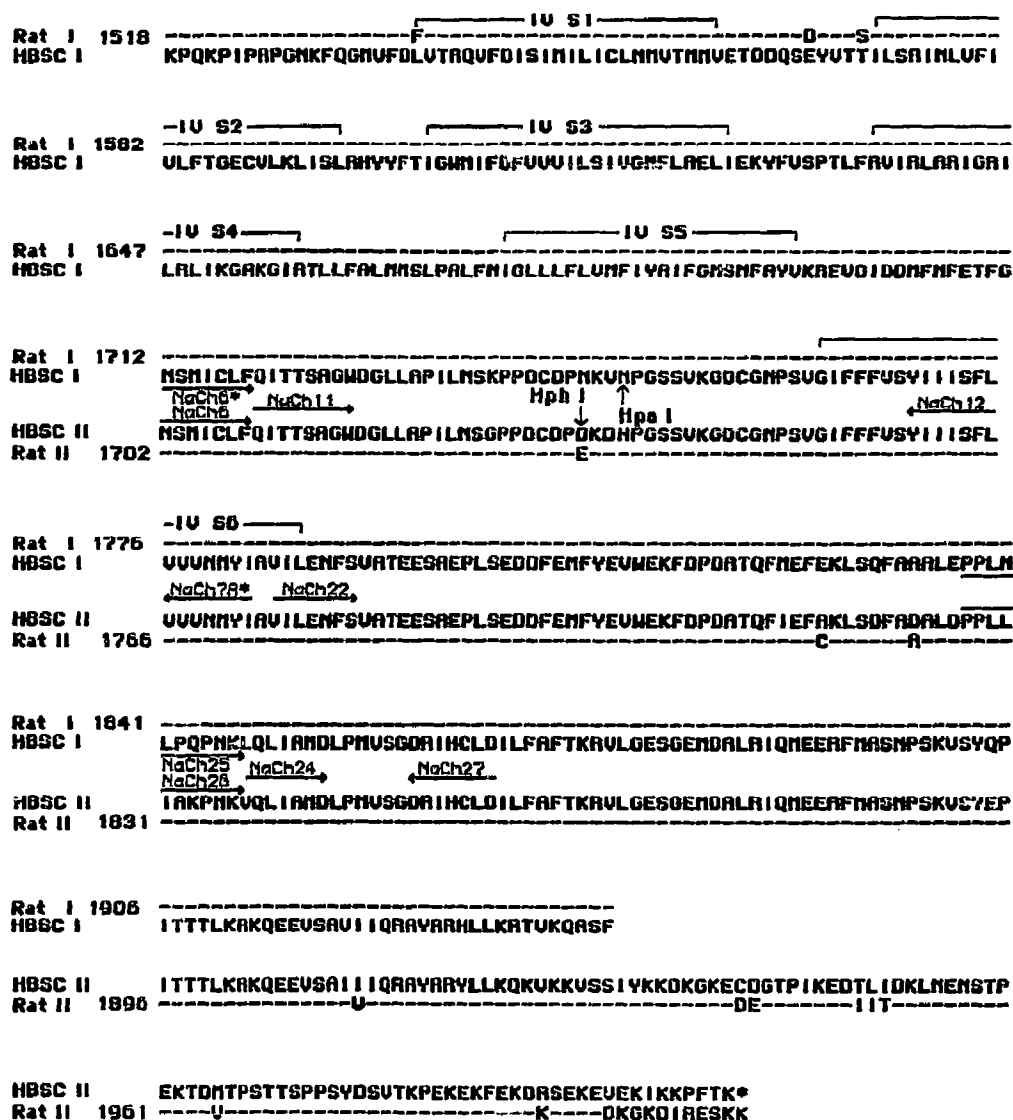 IV S1
Rat I 1518 -------------------F-----------------------------D---S-----------
HBSC I KPQKPIPRPGNKFQGMVFDLVTRQVFDISIMILICLNMVTMMVETDDQSEYVTTILSRINLVFI
-IV S2 IV S3
Rat I 1582 -----------------------------------------------------------------
HBSC I VLFTGECVLKLISLRHYYFTIGWNIFDFVVVILSIVGMFLAELIEKYFVSPTLFRVIRLARIGRI
-IV S4 IV S5
Rat I 1647 -----------------------------------------------------------------
HBSC I LRLIKGAKGIRTLLFALMMSLPALFNIGLLLFLVMFIYAIFGMSNFAYVKREVGIDDMFNFETFG
Rat I 1712 ----------------------------------------------------------------
HBSC I NSMICLFQITTSAGWDGLLAPILNSKPPDCDPNKVNPGSSVKGDCGNPSVGIFFFVSYIIISFL
NaCh6* NaCh11 Hph I Hpa I NaCh12
NaCh6
HBSC II NSMICLFQITTSAGWDGLLAPILNSGPPDCDPDKDHPGSSVKGDCGNPSVGIFFFVSYIIISFL
Rat II 1702 --------------------------------E-------------------------------
-IV S6
Rat I 1776 -----------------------------------------------------------------
HBSC I VVVNMYIAVILENFSVATEESAEPLSEDDFEMFYEVWEKFDPDATQFMEFEKLSQFAAALEPPLN
NaCh7A* NaCh22
HBSC II VVVNMYIAVILENFSVATEESAEPLSEDDFEMFYEVWEKFDPDATQFIEFAKLSDFADALDPPLL
Rat II 1766 --------------------------------------------------C------A-------
Rat I 1841 -----------------------------------------------------------------
HBSC I LPQPNKLQLIAMDLPMVSGDRIHCLDILFAFTKRVLGESGEMDALRIQMEERFMASNPSKVSYQP
NaCh25 NaCh24 NaCh27
NaCh28
HBSC II IAKPNKVQLIAMDLPMVSGDRIHCLDILFAFTKRVLGESGEMDALRIQMEERFMASNPSKVSYEP
Rat II 1831 -----------------------------------------------------------------
Rat I 1906 -----------------------------------
HBSC I ITTTLKRKQEEVSAVIIQRAYRRHLLKRTVKQASF
HBSC II ITTTLKRKQEEVSAIIIQRAYRRYLLKQKVKKVSSIYKKDKGKECDGTPIKEDTLIDKLNENSTP
Rat II 1896 --------------V-----------------------------DE-------IIT---------
HBSC II EKTDMTPSTTSPPSYDSVTKPEKEKFEKDRSEKEVEKIKKPFTK*
Rat II 1961 ----V------------------------K----DKGKDIRESKK